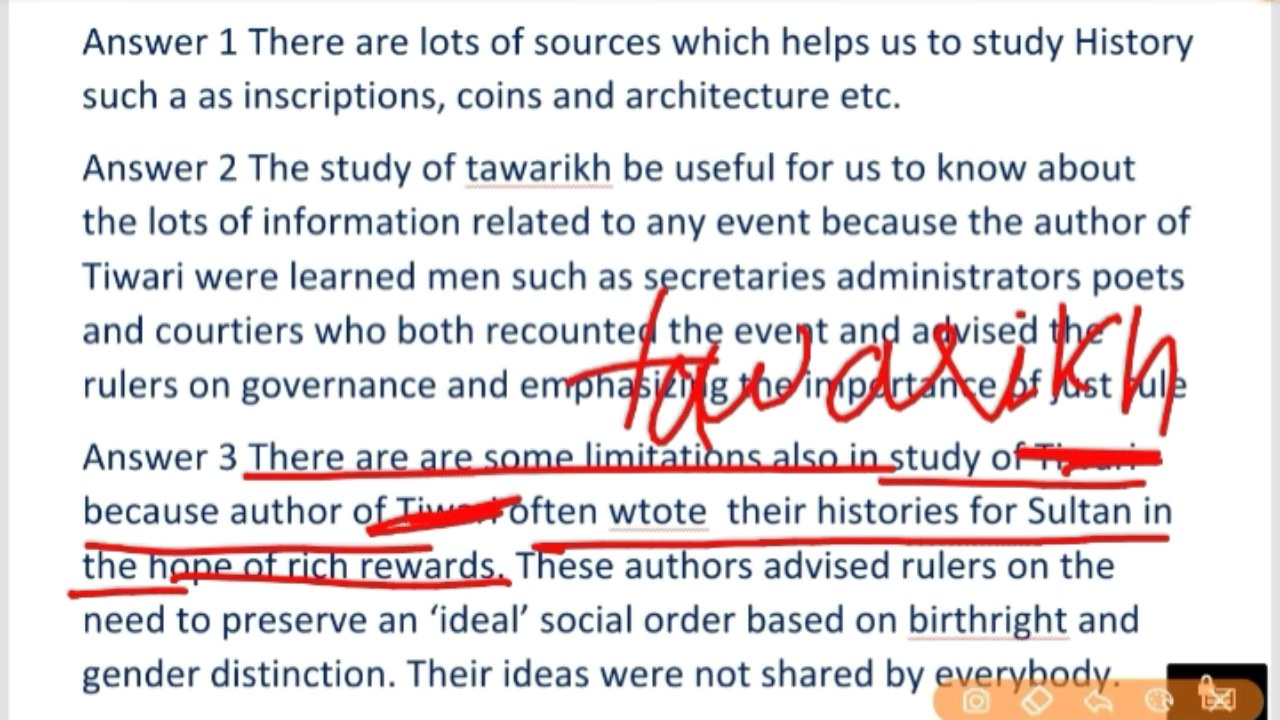 Answer 1 There are lots of sources which helps us to study History
such a as inscriptions, coins and architecture etc.
Answer 2 The study of tawarikh be useful for us to know about
the lots of information related to any event because the author of
Tiwari were learned men such as secretaries administrators poets
and courtiers who both recounted the event and advised the
rulers on governance and emphasizing the importance of just rule
tawarikh
Answer 3 There are are some limitations also in study of Tiwari
because author of Tiwari often wtote their histories for Sultan in
the hope of rich rewards. These authors advised rulers on the
need to preserve an ‘ideal’ social order based on birthright and
gender distinction. Their ideas were not shared by everybody.